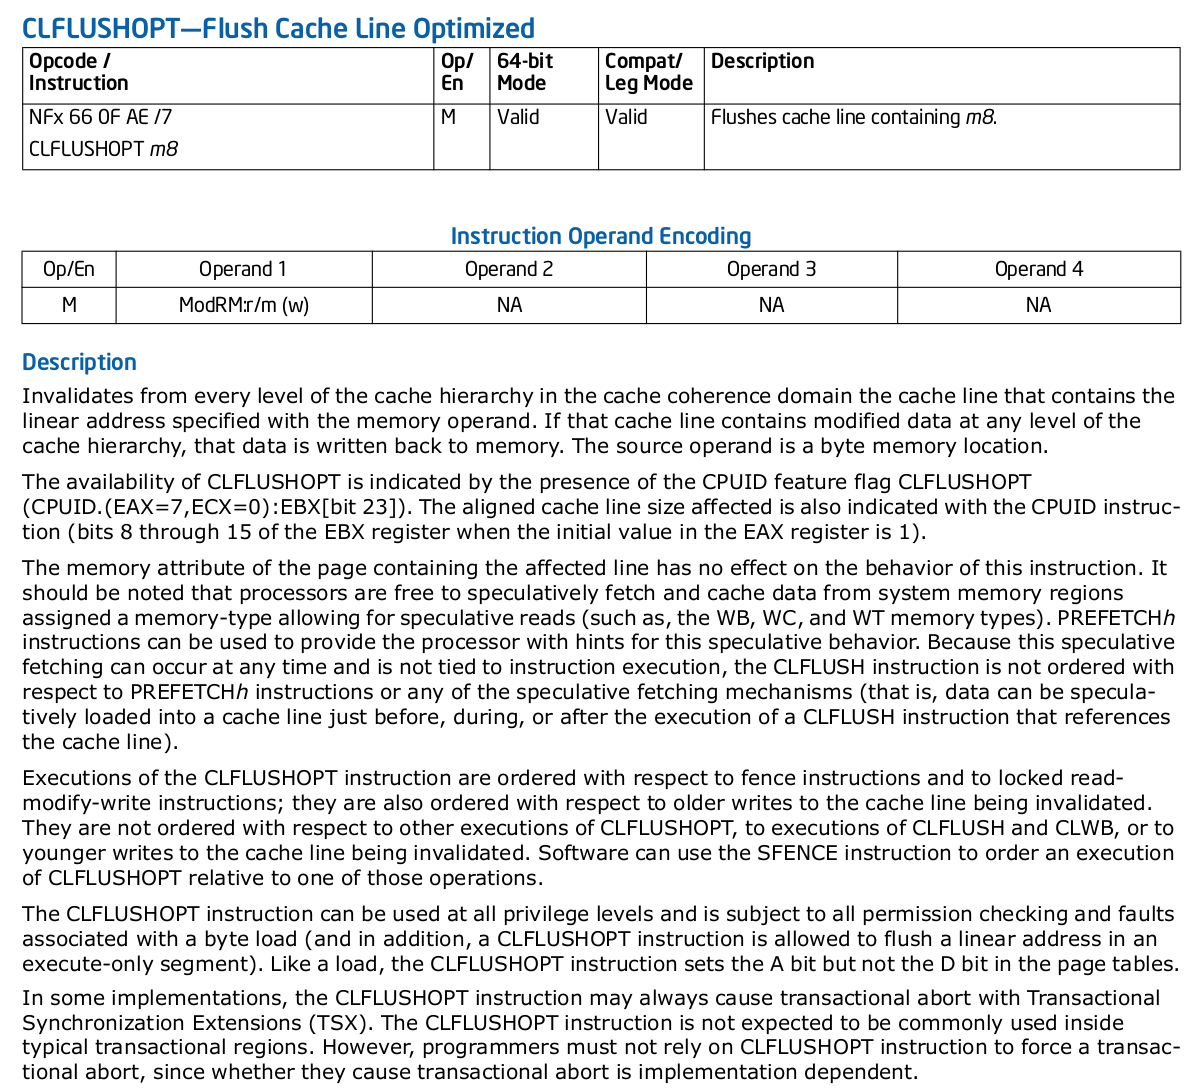 CLFLUSHOPT—Flush Cache Line Optimized
Opcode / Instruction Op/ En 64-bit Mode Compat/ Leg Mode Description
NFx 66 0F AE /7 M Valid Valid Flushes cache line containing m8.
CLFLUSHOPT m8
Instruction Operand Encoding
Op/En Operand 1 Operand 2 Operand 3 Operand 4
M ModRM:r/m (w) NA NA NA
Description
Invalidates from every level of the cache hierarchy in the cache coherence domain the cache line that contains the
linear address specified with the memory operand. If that cache line contains modified data at any level of the
cache hierarchy, that data is written back to memory. The source operand is a byte memory location.
The availability of CLFLUSHOPT is indicated by the presence of the CPUID feature flag CLFLUSHOPT
(CPUID.(EAX=7,ECX=0):EBX[bit 23]). The aligned cache line size affected is also indicated with the CPUID instruc-
tion (bits 8 through 15 of the EBX register when the initial value in the EAX register is 1).
The memory attribute of the page containing the affected line has no effect on the behavior of this instruction. It
should be noted that processors are free to speculatively fetch and cache data from system memory regions
assigned a memory-type allowing for speculative reads (such as, the WB, WC, and WT memory types). PREFETCHh
instructions can be used to provide the processor with hints for this speculative behavior. Because this speculative
fetching can occur at any time and is not tied to instruction execution, the CLFLUSH instruction is not ordered with
respect to PREFETCHh instructions or any of the speculative fetching mechanisms (that is, data can be specula-
tively loaded into a cache line just before, during, or after the execution of a CLFLUSH instruction that references
the cache line).
Executions of the CLFLUSHOPT instruction are ordered with respect to fence instructions and to locked read-
modify-write instructions; they are also ordered with respect to older writes to the cache line being invalidated.
They are not ordered with respect to other executions of CLFLUSHOPT, to executions of CLFLUSH and CLWB, or to
younger writes to the cache line being invalidated. Software can use the SFENCE instruction to order an execution
of CLFLUSHOPT relative to one of those operations.
The CLFLUSHOPT instruction can be used at all privilege levels and is subject to all permission checking and faults
associated with a byte load (and in addition, a CLFLUSHOPT instruction is allowed to flush a linear address in an
execute-only segment). Like a load, the CLFLUSHOPT instruction sets the A bit but not the D bit in the page tables.
In some implementations, the CLFLUSHOPT instruction may always cause transactional abort with Transactional
Synchronization Extensions (TSX). The CLFLUSHOPT instruction is not expected to be commonly used inside
typical transactional regions. However, programmers must not rely on CLFLUSHOPT instruction to force a transac-
tional abort, since whether they cause transactional abort is implementation dependent.